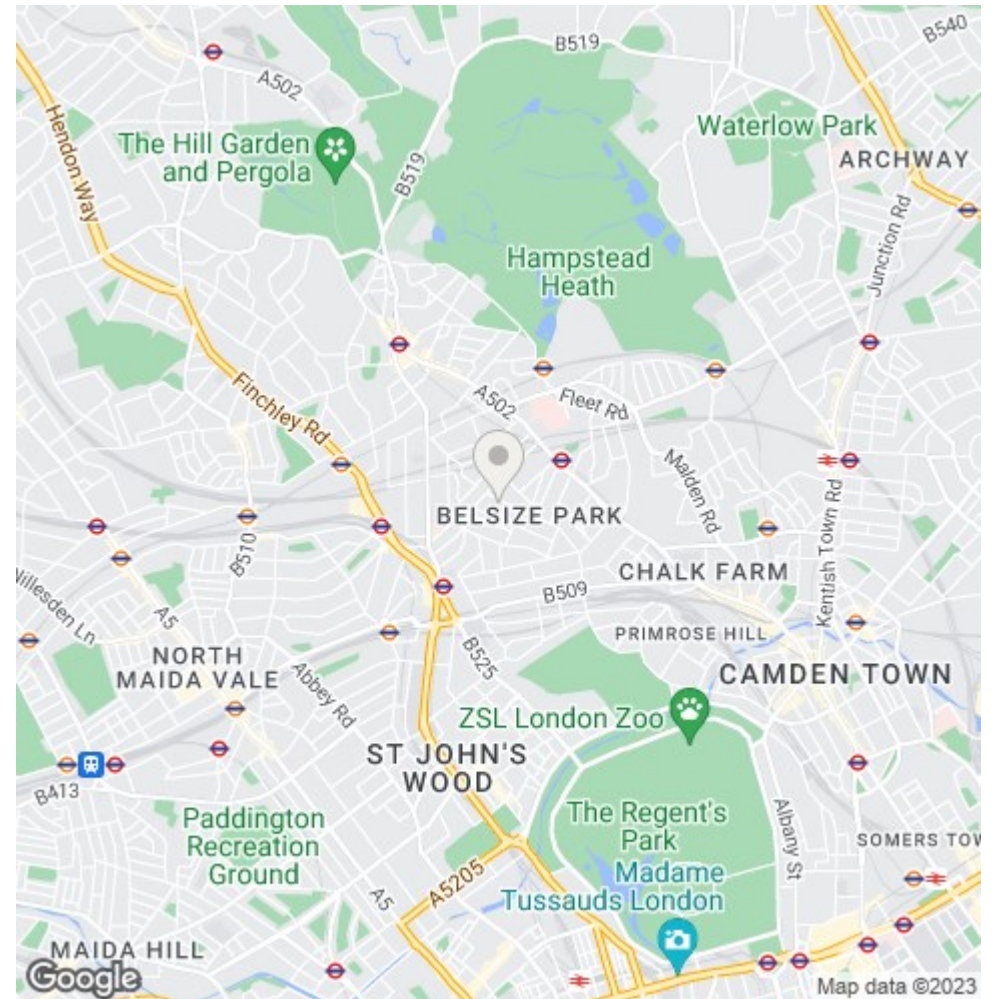 B519
B540
A502
Hendon Way
The Hill Garden
and Pergola
B519
Waterlow Park
ARCHWAY
Junction Rd
Hampstead
Heath
Finchley Rd
A502
Fleet Rd
Malden Rd
BELSIZE PARK
B510
Kentish Town Rd
CHALK FARM
B509
Willesden Ln
A5
PRIMROSE HILL
NORTH
MAIDA VALE
Abbey Rd
B525
CAMDEN TOWN
ZSL London Zoo
ST JOHN'S
WOOD
B413
Paddington
Recreation
Ground
The Regent's
Park
Albany St
SOMERS TOW
Madame
Tussauds London
A5205
A5
MAIDA HILL
Google
Map data ©2023